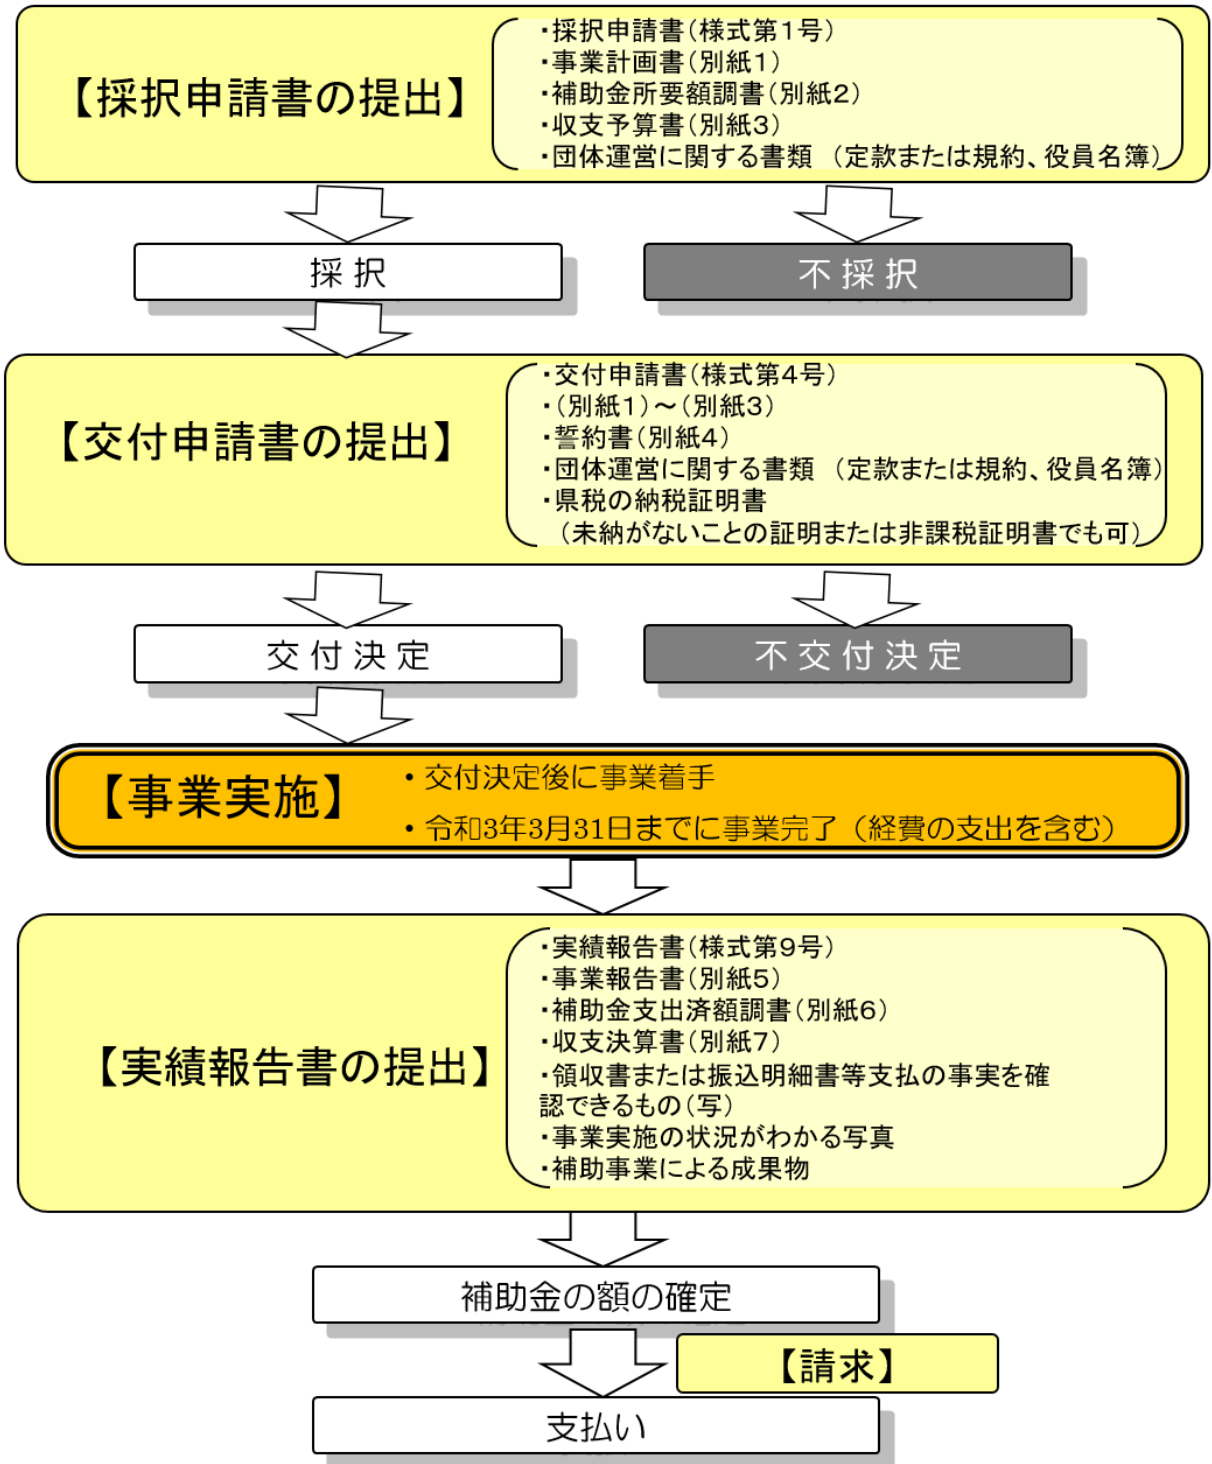 【採択申請書の提出】
・採択申請書(様式第1号)
・事業計画書(別紙1)
・補助金所要額調書(別紙2)
・収支予算書(別紙3)
・団体運営に関する書類 (定款または規約、役員名簿)
採択
不採択
【交付申請書の提出】
・交付申請書(様式第4号)
・(別紙1)～(別紙3)
・誓約書(別紙4)
・団体運営に関する書類 (定款または規約、役員名簿)
・県税の納税証明書
(未納がないことの証明または非課税証明書でも可)
交付決定
不交付決定
【事業実施】
・交付決定後に事業着手
・令和3年3月31日までに事業完了（経費の支出を含む）
【実績報告書の提出】
・実績報告書(様式第9号)
・事業報告書(別紙5)
・補助金支出済額調書(別紙6)
・収支決算書(別紙7)
・領収書または振込明細書等支払の事実を確
認できるもの(写)
・事業実施の状況がわかる写真
・補助事業による成果物
補助金の額の確定
【請求】
支払い